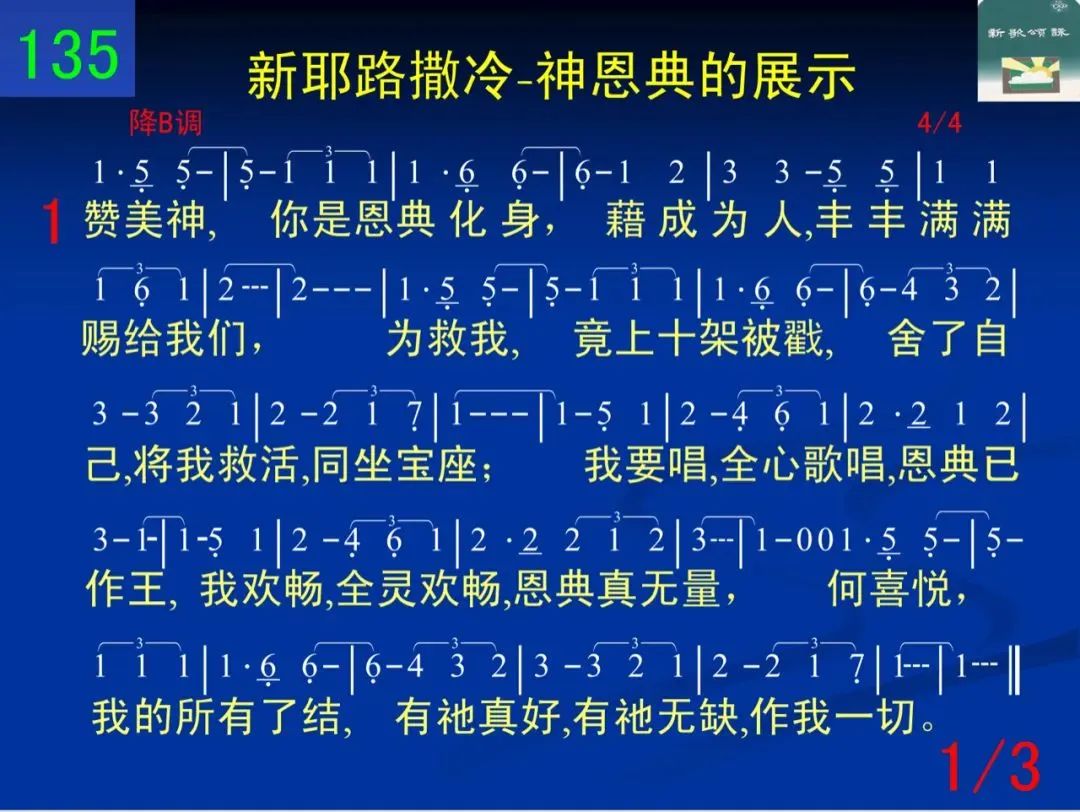 135
新歌頌詠
新耶路撒冷-神恩典的展示
降B调 4/4
1·5 5-|5-1 1 1|1·6 6-|6-1 2|3 3-5 5|1 1
1 赞美神, 你是恩典化身, 藉成为人,丰丰满满
1 6 1|2---|2---|1·5 5-|5-1 1 1|1·6 6-|6-4 3 2|
赐给我们, 为救我, 竟上十架被戳, 舍了自
3-3 2 1|2-2 1 7|1---|1-5 1|2-4 6 1|2·2 1 2|
己,将我救活,同坐宝座; 我要唱,全心歌唱,恩典已
3-1-|1-5 1|2-4 6 1|2·2 2 1 2|3---|1-001·5 5-|5-
作王, 我欢畅,全灵欢畅,恩典真无量, 何喜悦,
1 1 1|1·6 6-|6-4 3 2|3-3 2 1|2-2 1 7|1---|1---‖
我的所有了结, 有祂真好,有祂无缺,作我一切。
1/3